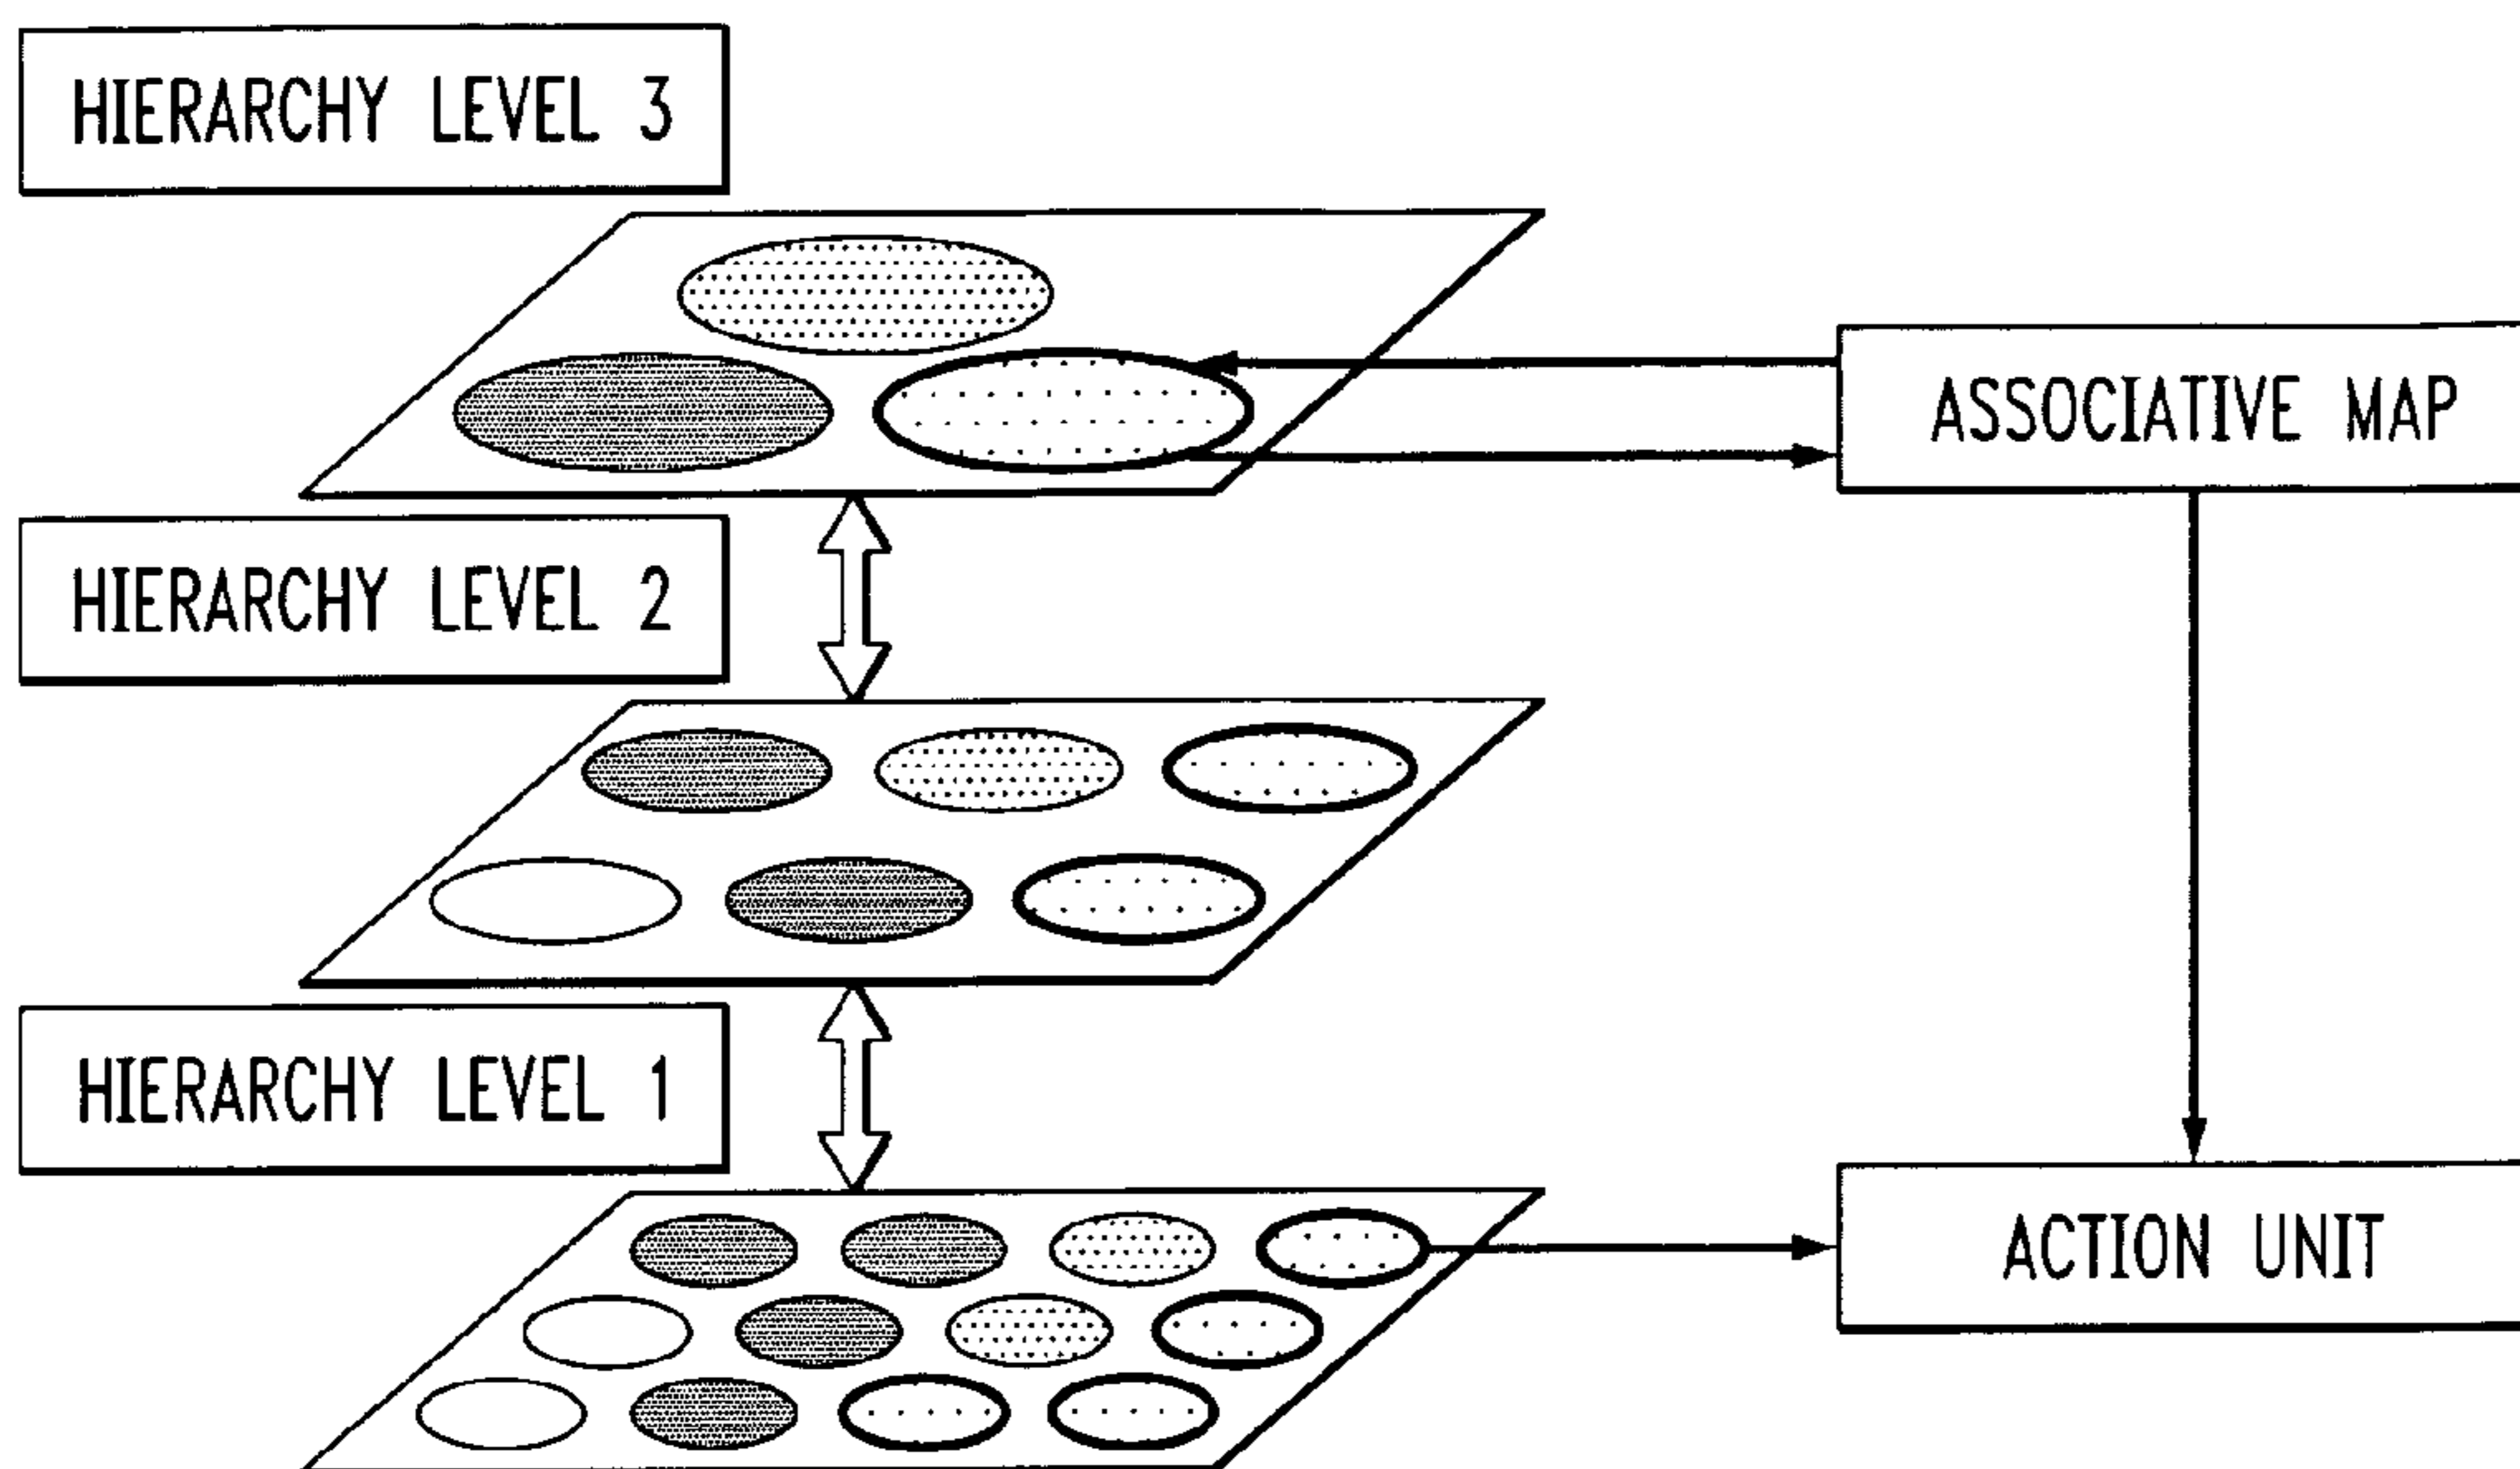 HIERARCHY LEVEL 3
ASSOCIATIVE MAP
HIERARCHY LEVEL 2
HIERARCHY LEVEL 1
ACTION UNIT